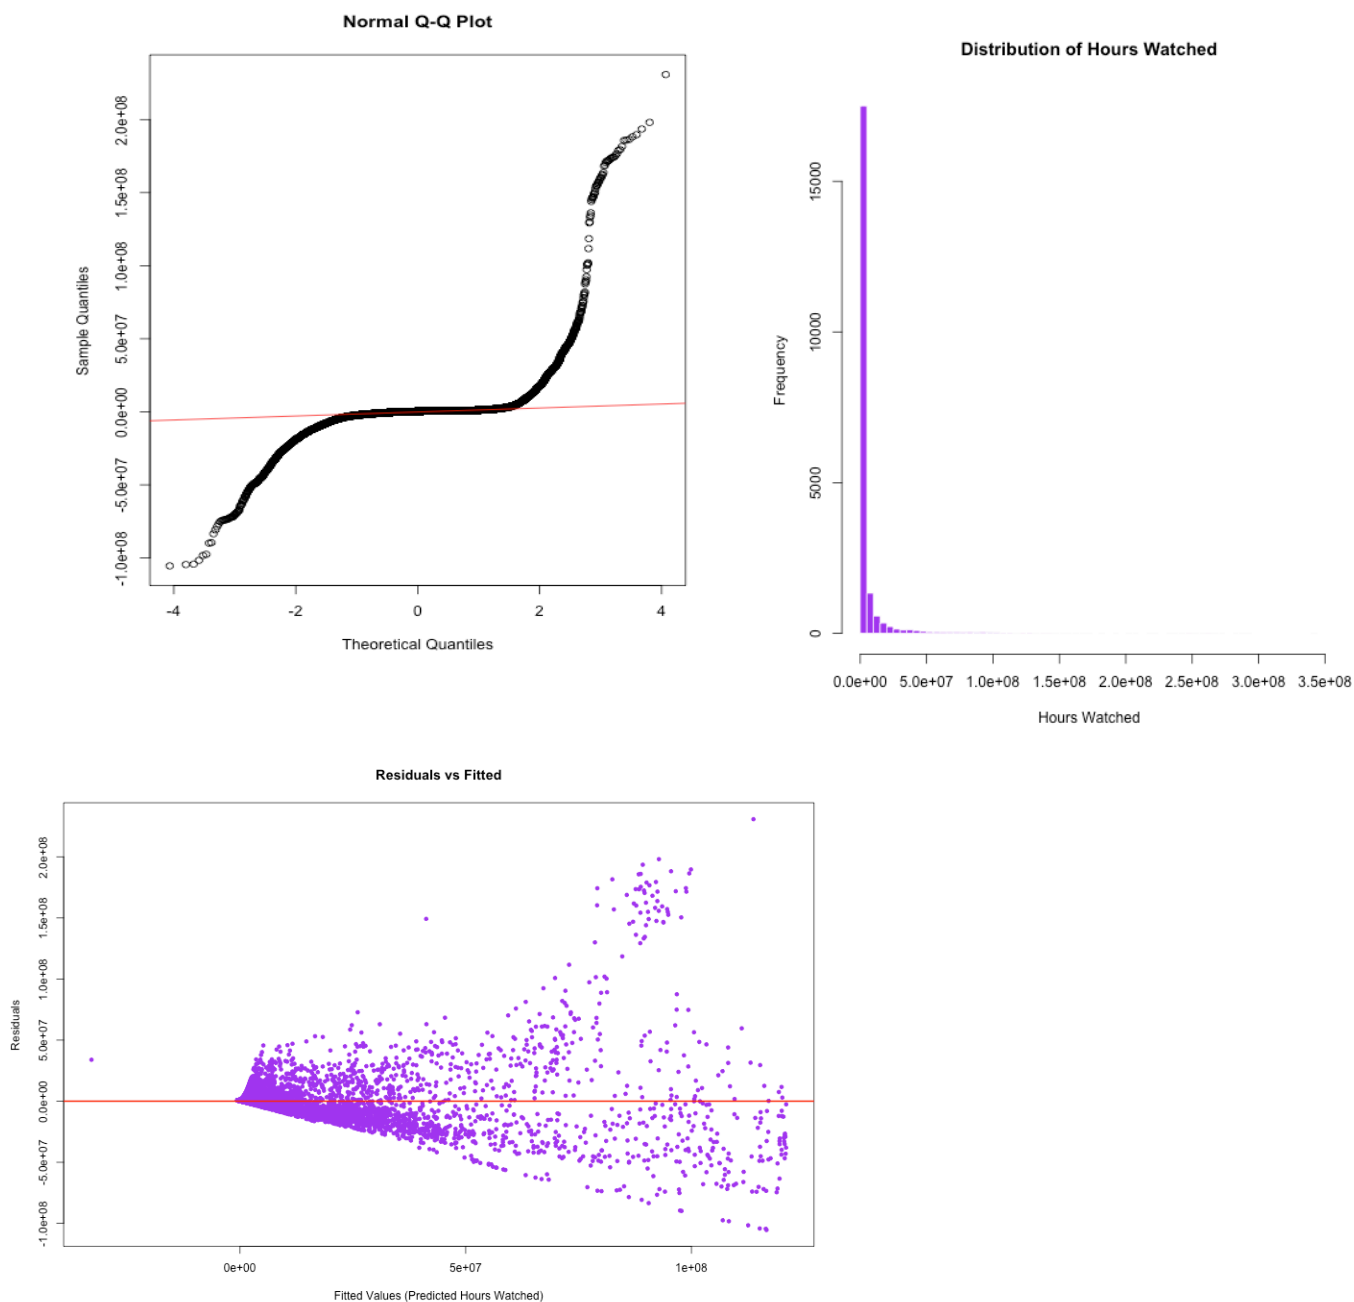 Normal Q-Q Plot
Sample Quantiles
2.0e+08
1.5e+08
1.0e+08
5.0e+07
0.0e+00
-5.0e+07
-1.0e+08
-4 -2 0 2 4
Theoretical Quantiles
Distribution of Hours Watched
Frequency
15000
10000
5000
0
0.0e+00 5.0e+07 1.0e+08 1.5e+08 2.0e+08 2.5e+08 3.0e+08 3.5e+08
Hours Watched
Residuals vs Fitted
Residuals
2.0e+08
1.5e+08
1.0e+08
5.0e+07
0.0e+00
-5.0e+07
-1.0e+08
0e+00 5e+07 1e+08
Fitted Values (Predicted Hours Watched)